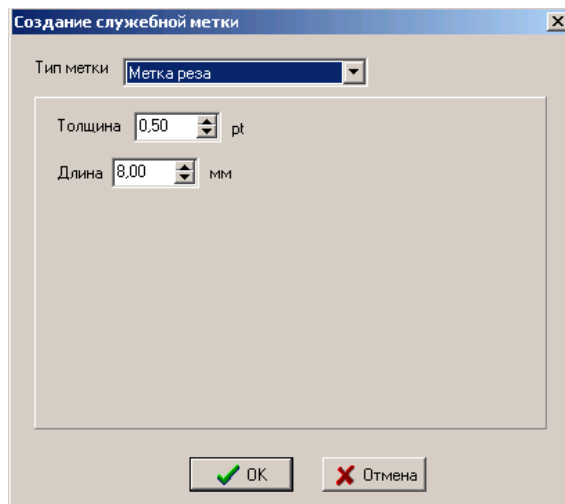 Создание служебной метки
Тип метки Метка реза
Толщина 0,50 pt
Длина 8,00 мм
OK Отмена